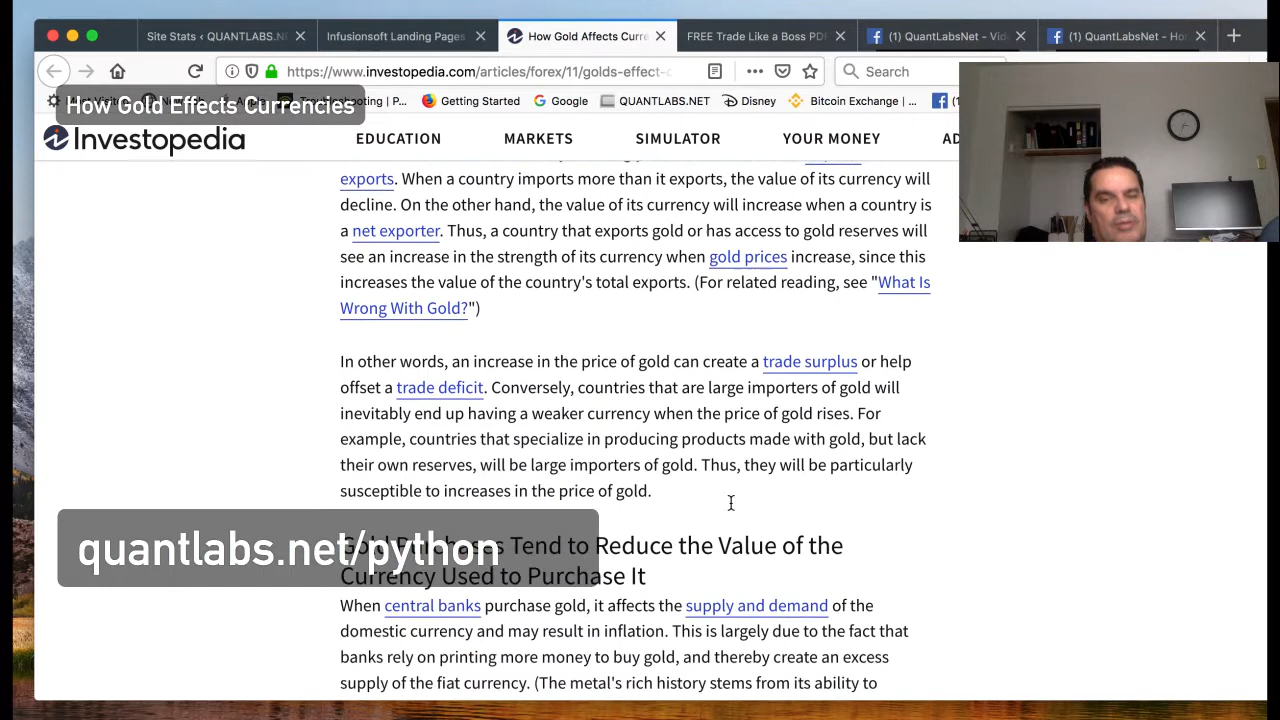 Site Stats ‹ QUANTLABS.NE
Infusionsoft Landing Pages
How Gold Affects Curre
FREE Trade Like a Boss PDF
(1) QuantLabsNet - Vid
(1) QuantLabsNet - Ho
https://www.investopedia.com/articles/forex/11/golds-effect-c
Search
Troubleshooting | P...
Getting Started
Google
QUANTLABS.NET
Disney
Bitcoin Exchange | ...
How Gold Effects Currencies
Investopedia
EDUCATION
MARKETS
SIMULATOR
YOUR MONEY
AD
exports. When a country imports more than it exports, the value of its currency will
decline. On the other hand, the value of its currency will increase when a country is
a net exporter. Thus, a country that exports gold or has access to gold reserves will
see an increase in the strength of its currency when gold prices increase, since this
increases the value of the country's total exports. (For related reading, see "What Is
Wrong With Gold?")
In other words, an increase in the price of gold can create a trade surplus or help
offset a trade deficit. Conversely, countries that are large importers of gold will
inevitably end up having a weaker currency when the price of gold rises. For
example, countries that specialize in producing products made with gold, but lack
their own reserves, will be large importers of gold. Thus, they will be particularly
susceptible to increases in the price of gold.
Gold Purchases Tend to Reduce the Value of the
Currency Used to Purchase It
quantlabs.net/python
When central banks purchase gold, it affects the supply and demand of the
domestic currency and may result in inflation. This is largely due to the fact that
banks rely on printing more money to buy gold, and thereby create an excess
supply of the fiat currency. (The metal's rich history stems from its ability to